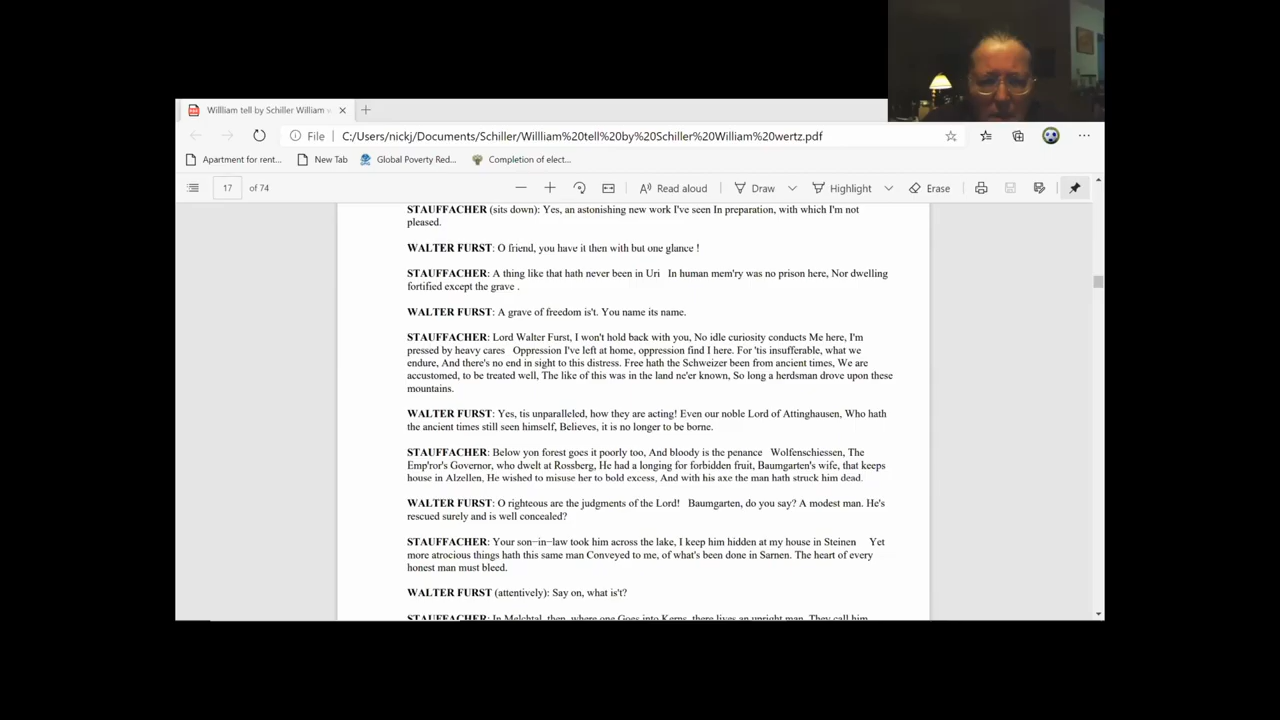 Willliam tell by Schiller William w
File C:/Users/nickj/Documents/Schiller/Willliam%20tell%20by%20Schiller%20William%20wertz.pdf
Apartment for rent... New Tab Global Poverty Red... Completion of elect...
17 of 74 Read aloud Draw Highlight Erase
STAUFFACHER (sits down): Yes, an astonishing new work I've seen In preparation, with which I'm not
pleased.
WALTER FURST: O friend, you have it then with but one glance !
STAUFFACHER: A thing like that hath never been in Uri In human mem'ry was no prison here, Nor dwelling
fortified except the grave .
WALTER FURST: A grave of freedom is't. You name its name.
STAUFFACHER: Lord Walter Furst, I won't hold back with you, No idle curiosity conducts Me here, I'm
pressed by heavy cares Oppression I've left at home, oppression find I here. For 'tis insufferable, what we
endure, And there's no end in sight to this distress. Free hath the Schweizer been from ancient times, We are
accustomed, to be treated well, The like of this was in the land ne'er known, So long a herdsman drove upon these
mountains.
WALTER FURST: Yes, tis unparalleled, how they are acting! Even our noble Lord of Attinghausen, Who hath
the ancient times still seen himself, Believes, it is no longer to be borne.
STAUFFACHER: Below yon forest goes it poorly too, And bloody is the penance Wolfenschiessen, The
Emp'ror's Governor, who dwelt at Rossberg, He had a longing for forbidden fruit, Baumgarten's wife, that keeps
house in Alzellen, He wished to misuse her to bold excess, And with his axe the man hath struck him dead.
WALTER FURST: O righteous are the judgments of the Lord! Baumgarten, do you say? A modest man. He's
rescued surely and is well concealed?
STAUFFACHER: Your son−in−law took him across the lake, I keep him hidden at my house in Steinen Yet
more atrocious things hath this same man Conveyed to me, of what's been done in Sarnen. The heart of every
honest man must bleed.
WALTER FURST (attentively): Say on, what is't?
STAUFFACHER: In Melchtal, then, where one Goes into Kerns, there lives an upright man, They call him